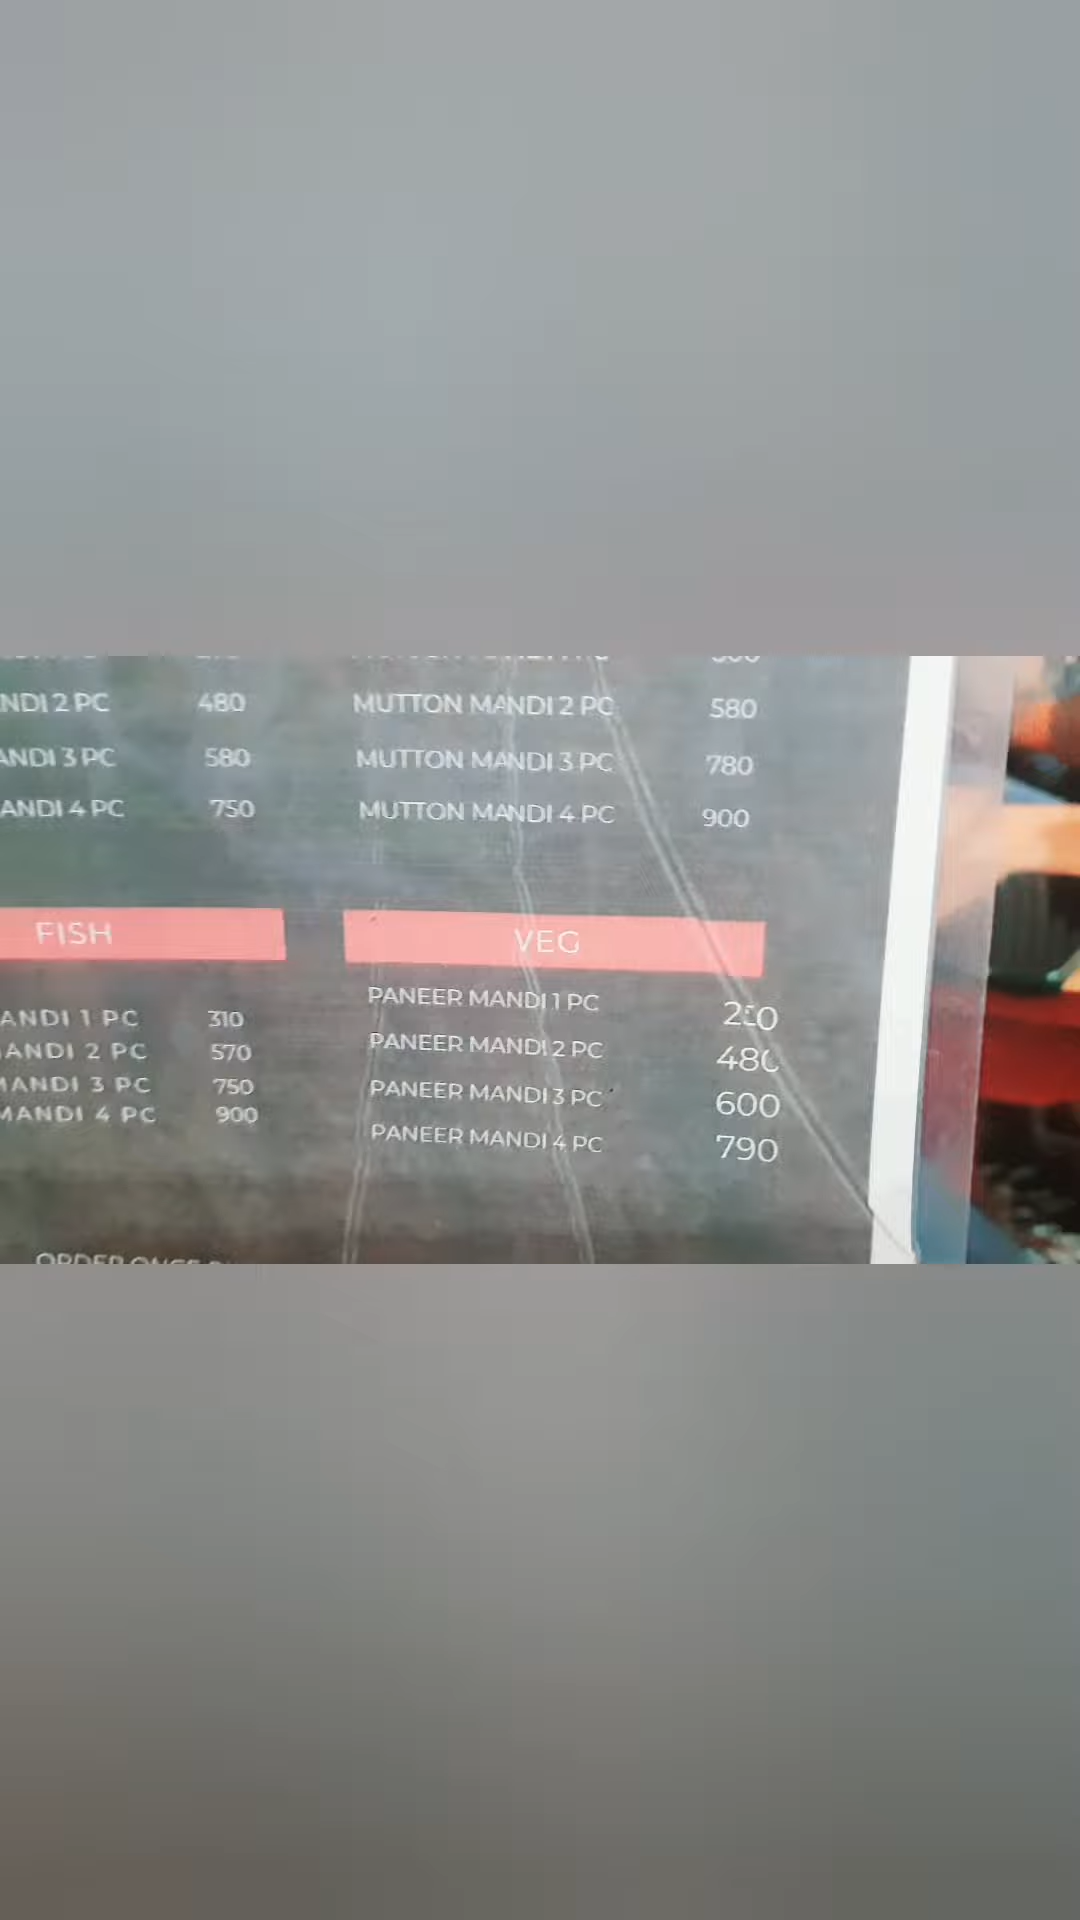 NDI 2 PC 480
ANDI 3 PC 580
ANDI 4 PC 750
MUTTON MANDI 2 PC 580
MUTTON MANDI 3 PC 780
MUTTON MANDI 4 PC 900
FISH
ANDI 1 PC 310
ANDI 2 PC 570
MANDI 3 PC 750
MANDI 4 PC 900
VEG
PANEER MANDI 1 PC
PANEER MANDI 2 PC 480
PANEER MANDI 3 PC 600
PANEER MANDI 4 PC 790
ORDER ONCE